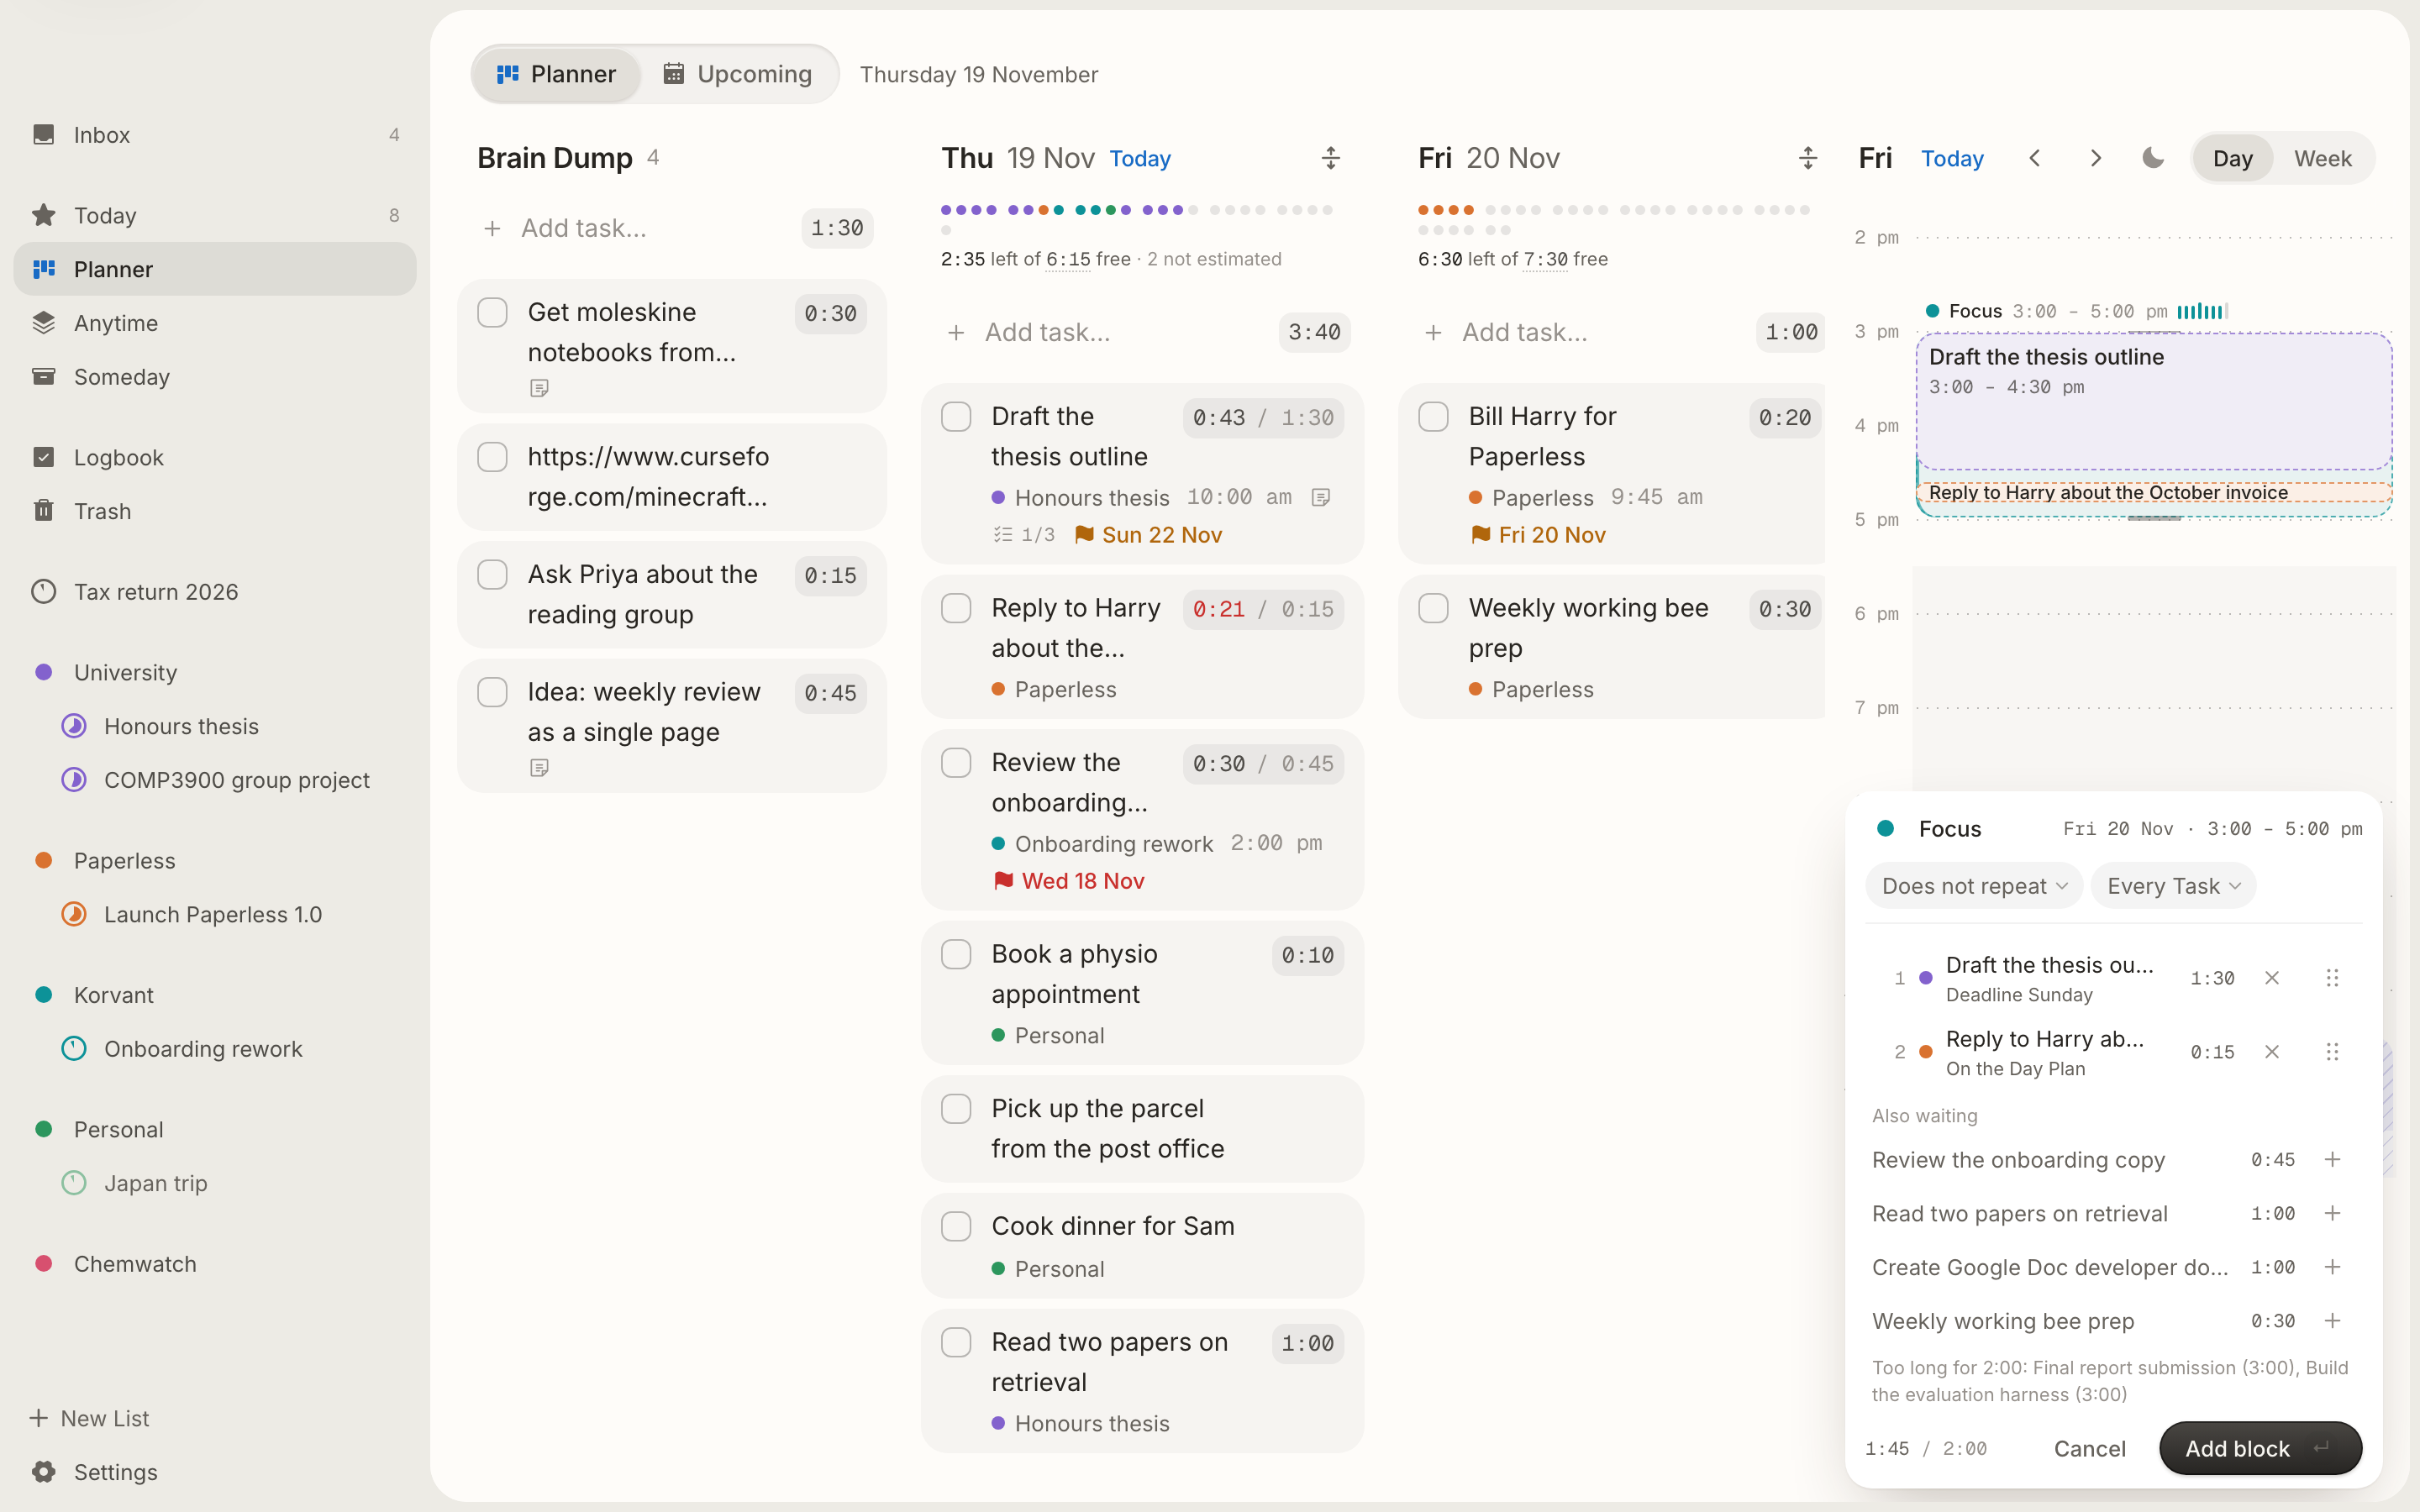 Inbox 4
Today 8
Planner
Anytime
Someday
Logbook
Trash
Tax return 2026
University
Honours thesis
COMP3900 group project
Paperless
Launch Paperless 1.0
Korvant
Onboarding rework
Personal
Japan trip
Chemwatch
New List
Settings
Planner Upcoming Thursday 19 November
Brain Dump 4
Add task... 1:30
Get moleskine 0:30
notebooks from...
https://www.cursefo
rge.com/minecraft...
Ask Priya about the 0:15
reading group
Idea: weekly review 0:45
as a single page
Thu 19 Nov Today
2:35 left of 6:15 free · 2 not estimated
Add task... 3:40
Draft the 0:43 / 1:30
thesis outline
Honours thesis 10:00 am
1/3 Sun 22 Nov
Reply to Harry 0:21 / 0:15
about the...
Paperless
Review the 0:30 / 0:45
onboarding...
Onboarding rework 2:00 pm
Wed 18 Nov
Book a physio 0:10
appointment
Personal
Pick up the parcel
from the post office
Cook dinner for Sam
Personal
Read two papers on 1:00
retrieval
Honours thesis
Fri 20 Nov
6:30 left of 7:30 free
Add task... 1:00
Bill Harry for 0:20
Paperless
Paperless 9:45 am
Fri 20 Nov
Weekly working bee 0:30
prep
Paperless
Fri Today Day Week
2 pm
Focus 3:00 – 5:00 pm
3 pm
Draft the thesis outline
3:00 – 4:30 pm
4 pm
Reply to Harry about the October invoice
5 pm
6 pm
7 pm
Focus Fri 20 Nov · 3:00 – 5:00 pm
Does not repeat Every Task
1 Draft the thesis ou... 1:30
Deadline Sunday
2 Reply to Harry ab... 0:15
On the Day Plan
Also waiting
Review the onboarding copy 0:45
Read two papers on retrieval 1:00
Create Google Doc developer do... 1:00
Weekly working bee prep 0:30
Too long for 2:00: Final report submission (3:00), Build
the evaluation harness (3:00)
1:45 / 2:00 Cancel Add block